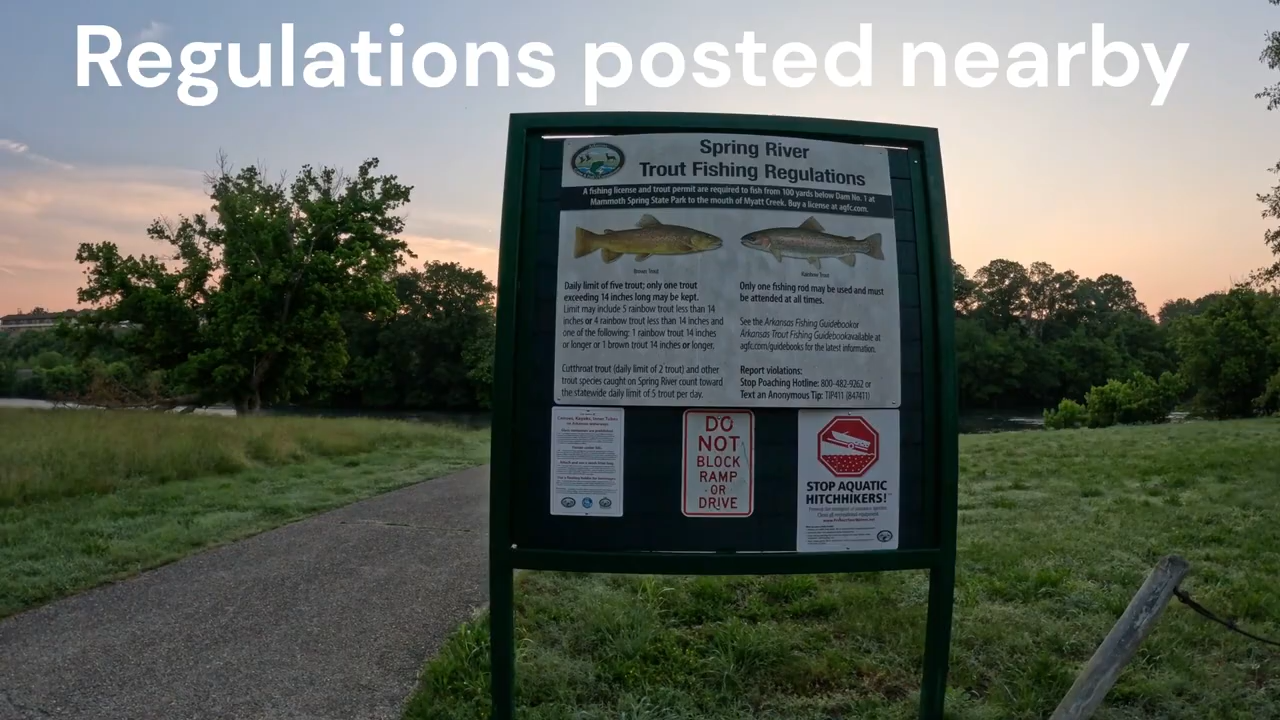 Regulations posted nearby
Spring River
Trout Fishing Regulations
A fishing license and trout permit are required to fish from 100 yards below Dam No. 1 at
Mammoth Spring State Park to the mouth of Myatt Creek. Buy a license at agfc.com.
Brown Trout
Rainbow Trout
Daily limit of five trout; only one trout
exceeding 14 inches long may be kept.
Limit may include 5 rainbow trout less than 14
inches or 4 rainbow trout less than 14 inches and
one of the following: 1 rainbow trout 14 inches
or longer or 1 brown trout 14 inches or longer.
Cutthroat trout (daily limit of 2 trout) and other
trout species caught on Spring River count toward
the statewide daily limit of 5 trout per day.
Only one fishing rod may be used and must
be attended at all times.
See the Arkansas Fishing Guidebookor
Arkansas Trout Fishing Guidebookavailable at
agfc.com/guidebooks for the latest information.
Report violations:
Stop Poaching Hotline: 800-482-9262 or
Text an Anonymous Tip: TIP411 (847411)
DO
NOT
BLOCK
RAMP
OR
DRIVE
STOP AQUATIC
HITCHHIKERS!